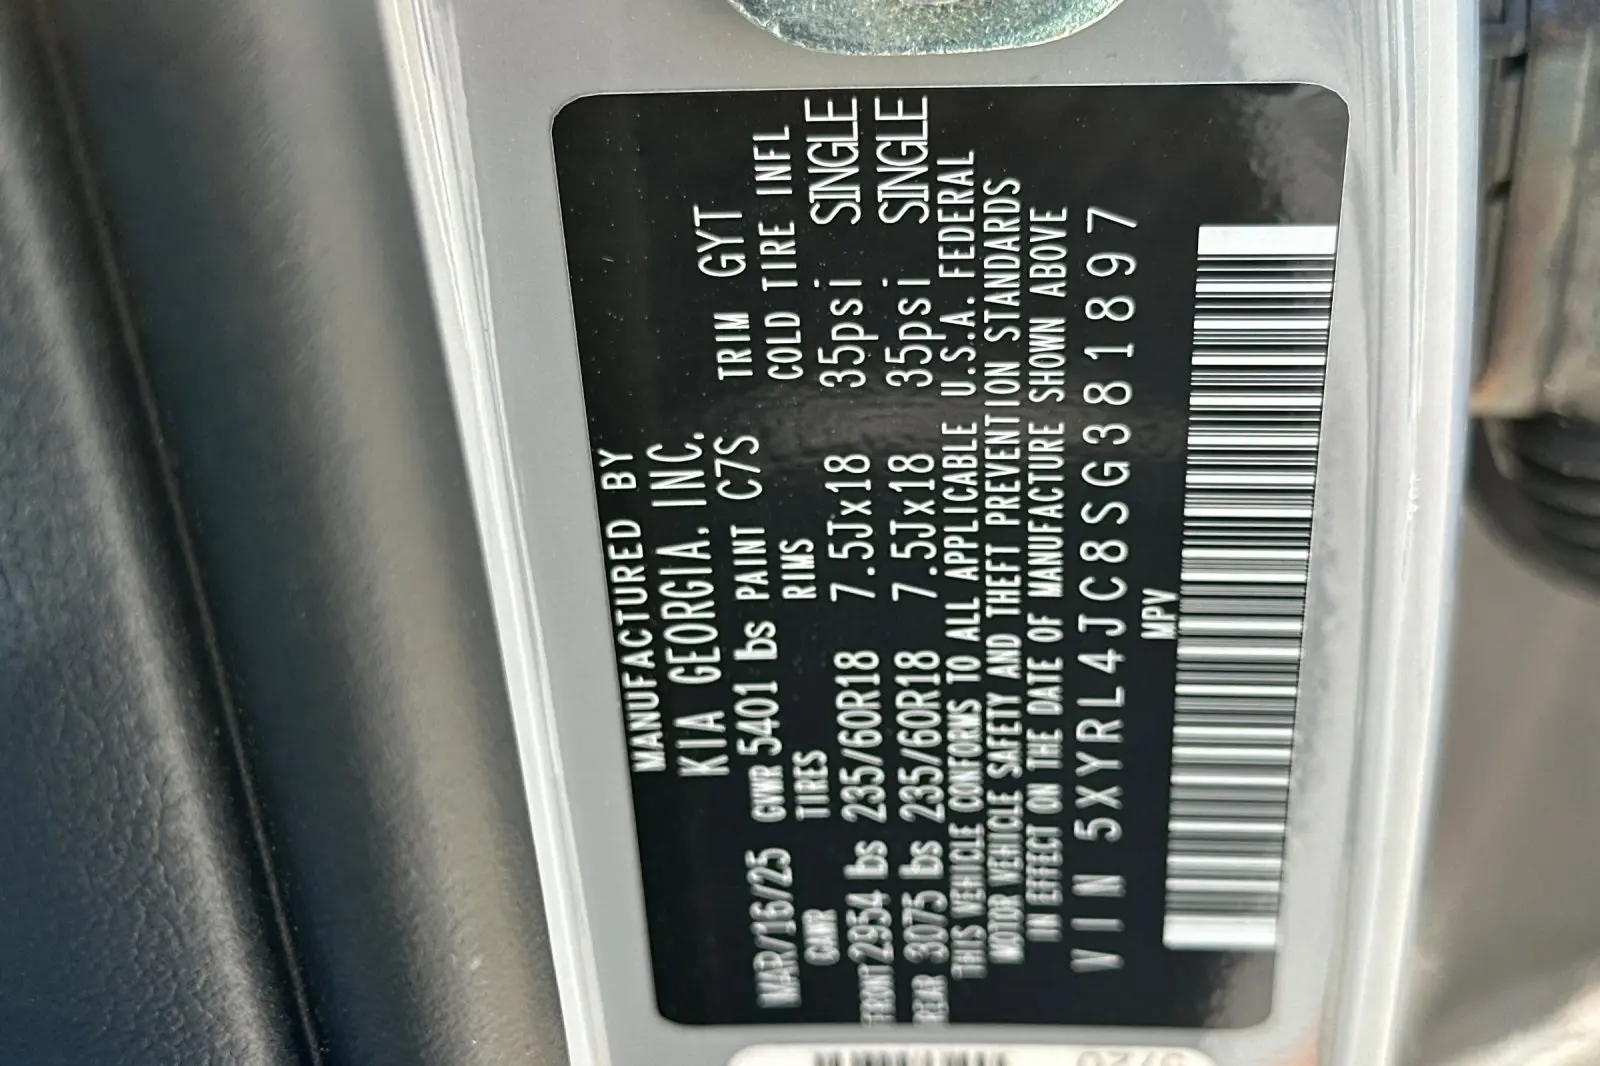 MANUFACTURED BY
KIA GEORGIA. INC.
MAR/16/25 GVWR 5401 lbs PAINT C7S TRIM GYT
GAWR TIRES RIMS COLD TIRE INFL
FRONT 2954 lbs 235/60R18 7.5Jx18 35psi SINGLE
REAR 3075 lbs 235/60R18 7.5Jx18 35psi SINGLE
THIS VEHICLE CONFORMS TO ALL APPLICABLE U.S.A. FEDERAL
MOTOR VEHICLE SAFETY AND THEFT PREVENTION STANDARDS
IN EFFECT ON THE DATE OF MANUFACTURE SHOWN ABOVE
VIN 5XYRL4JC8SG381897
MPV